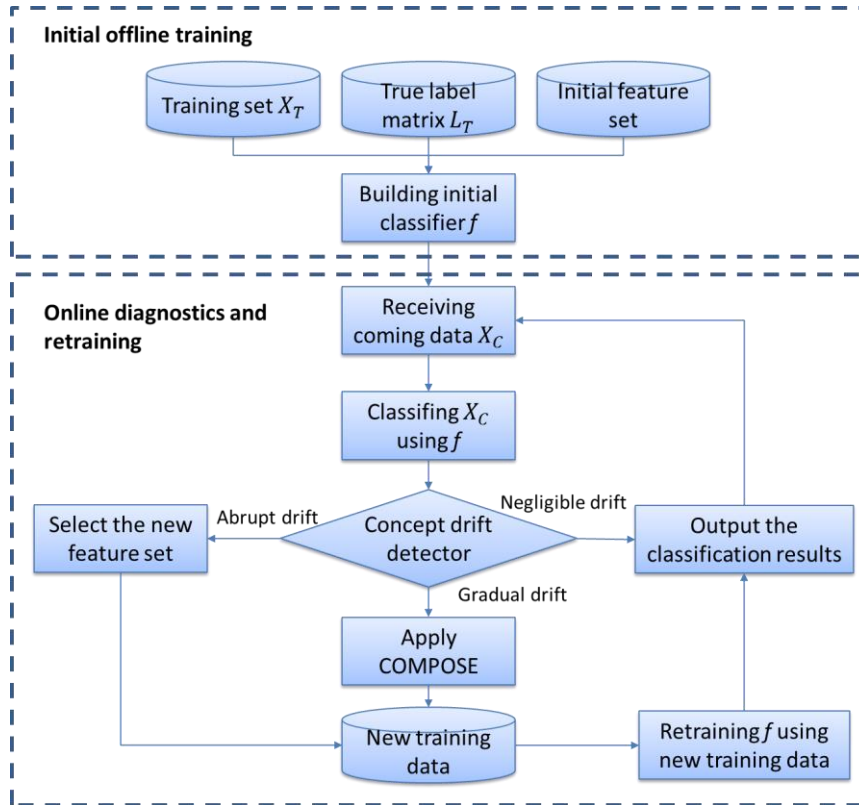 Initial offline training
Training set X_T
True label
matrix L_T
Initial feature
set
Building initial
classifier f
Online diagnostics and
retraining
Receiving
coming data X_C
Classifing X_C
using f
Abrupt drift
Negligible drift
Select the new
feature set
Concept drift
detector
Output the
classification results
Gradual drift
Apply
COMPOSE
New training
data
Retraining f using
new training data